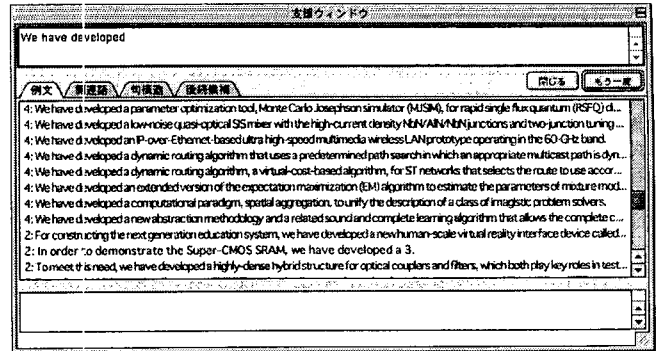 支援ウィンドウ
We have developed
例文 関連語 句構造 後続候補 閉じる もう一度
4: We have developed a parameter optimization tool, Monte Carlo Josephson simulator (MJSIM), for rapid single flux quantum (RSFQ) di...
4: We have developed a low-noise quasi-optical SIS mixer with the high-current density NbN/AlN/NbN junctions and two-junction tuning ...
4: We have developed an IP-over-Ethernet-based ultra high-speed multimedia wireless LAN prototype operating in the 60-GHz band.
4: We have developed a dynamic routing algorithm that uses a predetermined path search in which an appropriate multicast path is dyn...
4: We have developed a dynamic routing algorithm, a virtual-cost-based algorithm, for ST networks that selects the route to use accor...
4: We have developed an extended version of the expectation maximization (EM) algorithm to estimate the parameters of mixture mod...
4: We have developed a computational paradigm, spatial aggregation, to unify the description of a class of imagistic problem solvers.
4: We have developed a new abstraction methodology and a related sound and complete learning algorithm that allows the complete c...
2: For constructing the next generation education system, we have developed a new human-scale virtual reality interface device called...
2: In order to demonstrate the Super-CMOS SRAM, we have developed a 3.
2: To meet this need, we have developed a highly-dense hybrid structure for optical couplers and filters, which both play key roles in test...